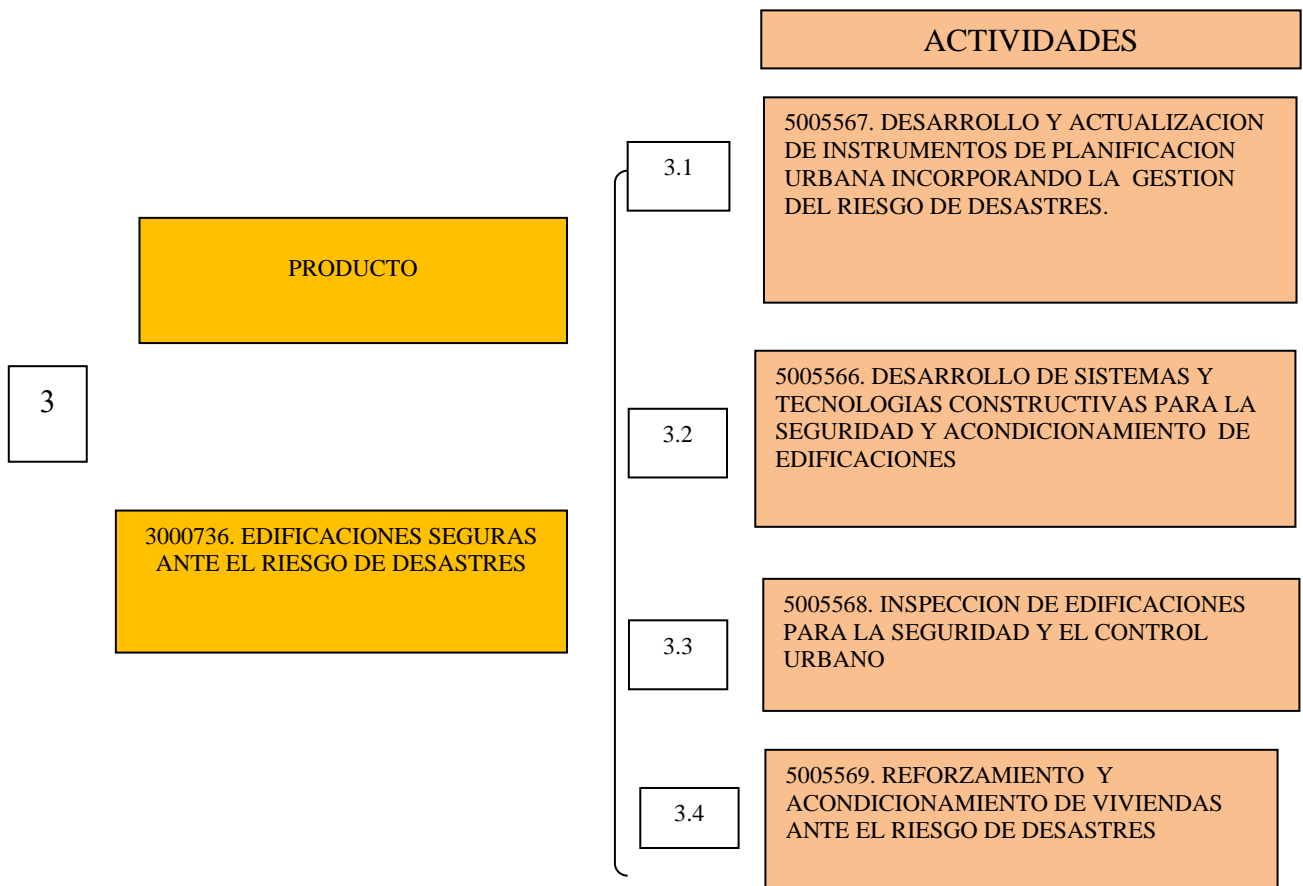 3
PRODUCTO
3000736. EDIFICACIONES SEGURAS
ANTE EL RIESGO DE DESASTRES
ACTIVIDADES
3.1
5005567. DESARROLLO Y ACTUALIZACION
DE INSTRUMENTOS DE PLANIFICACION
URBANA INCORPORANDO LA GESTION
DEL RIESGO DE DESASTRES.
3.2
5005566. DESARROLLO DE SISTEMAS Y
TECNOLOGIAS CONSTRUCTIVAS PARA LA
SEGURIDAD Y ACONDICIONAMIENTO DE
EDIFICACIONES
3.3
5005568. INSPECCION DE EDIFICACIONES
PARA LA SEGURIDAD Y EL CONTROL
URBANO
3.4
5005569. REFORZAMIENTO Y
ACONDICIONAMIENTO DE VIVIENDAS
ANTE EL RIESGO DE DESASTRES